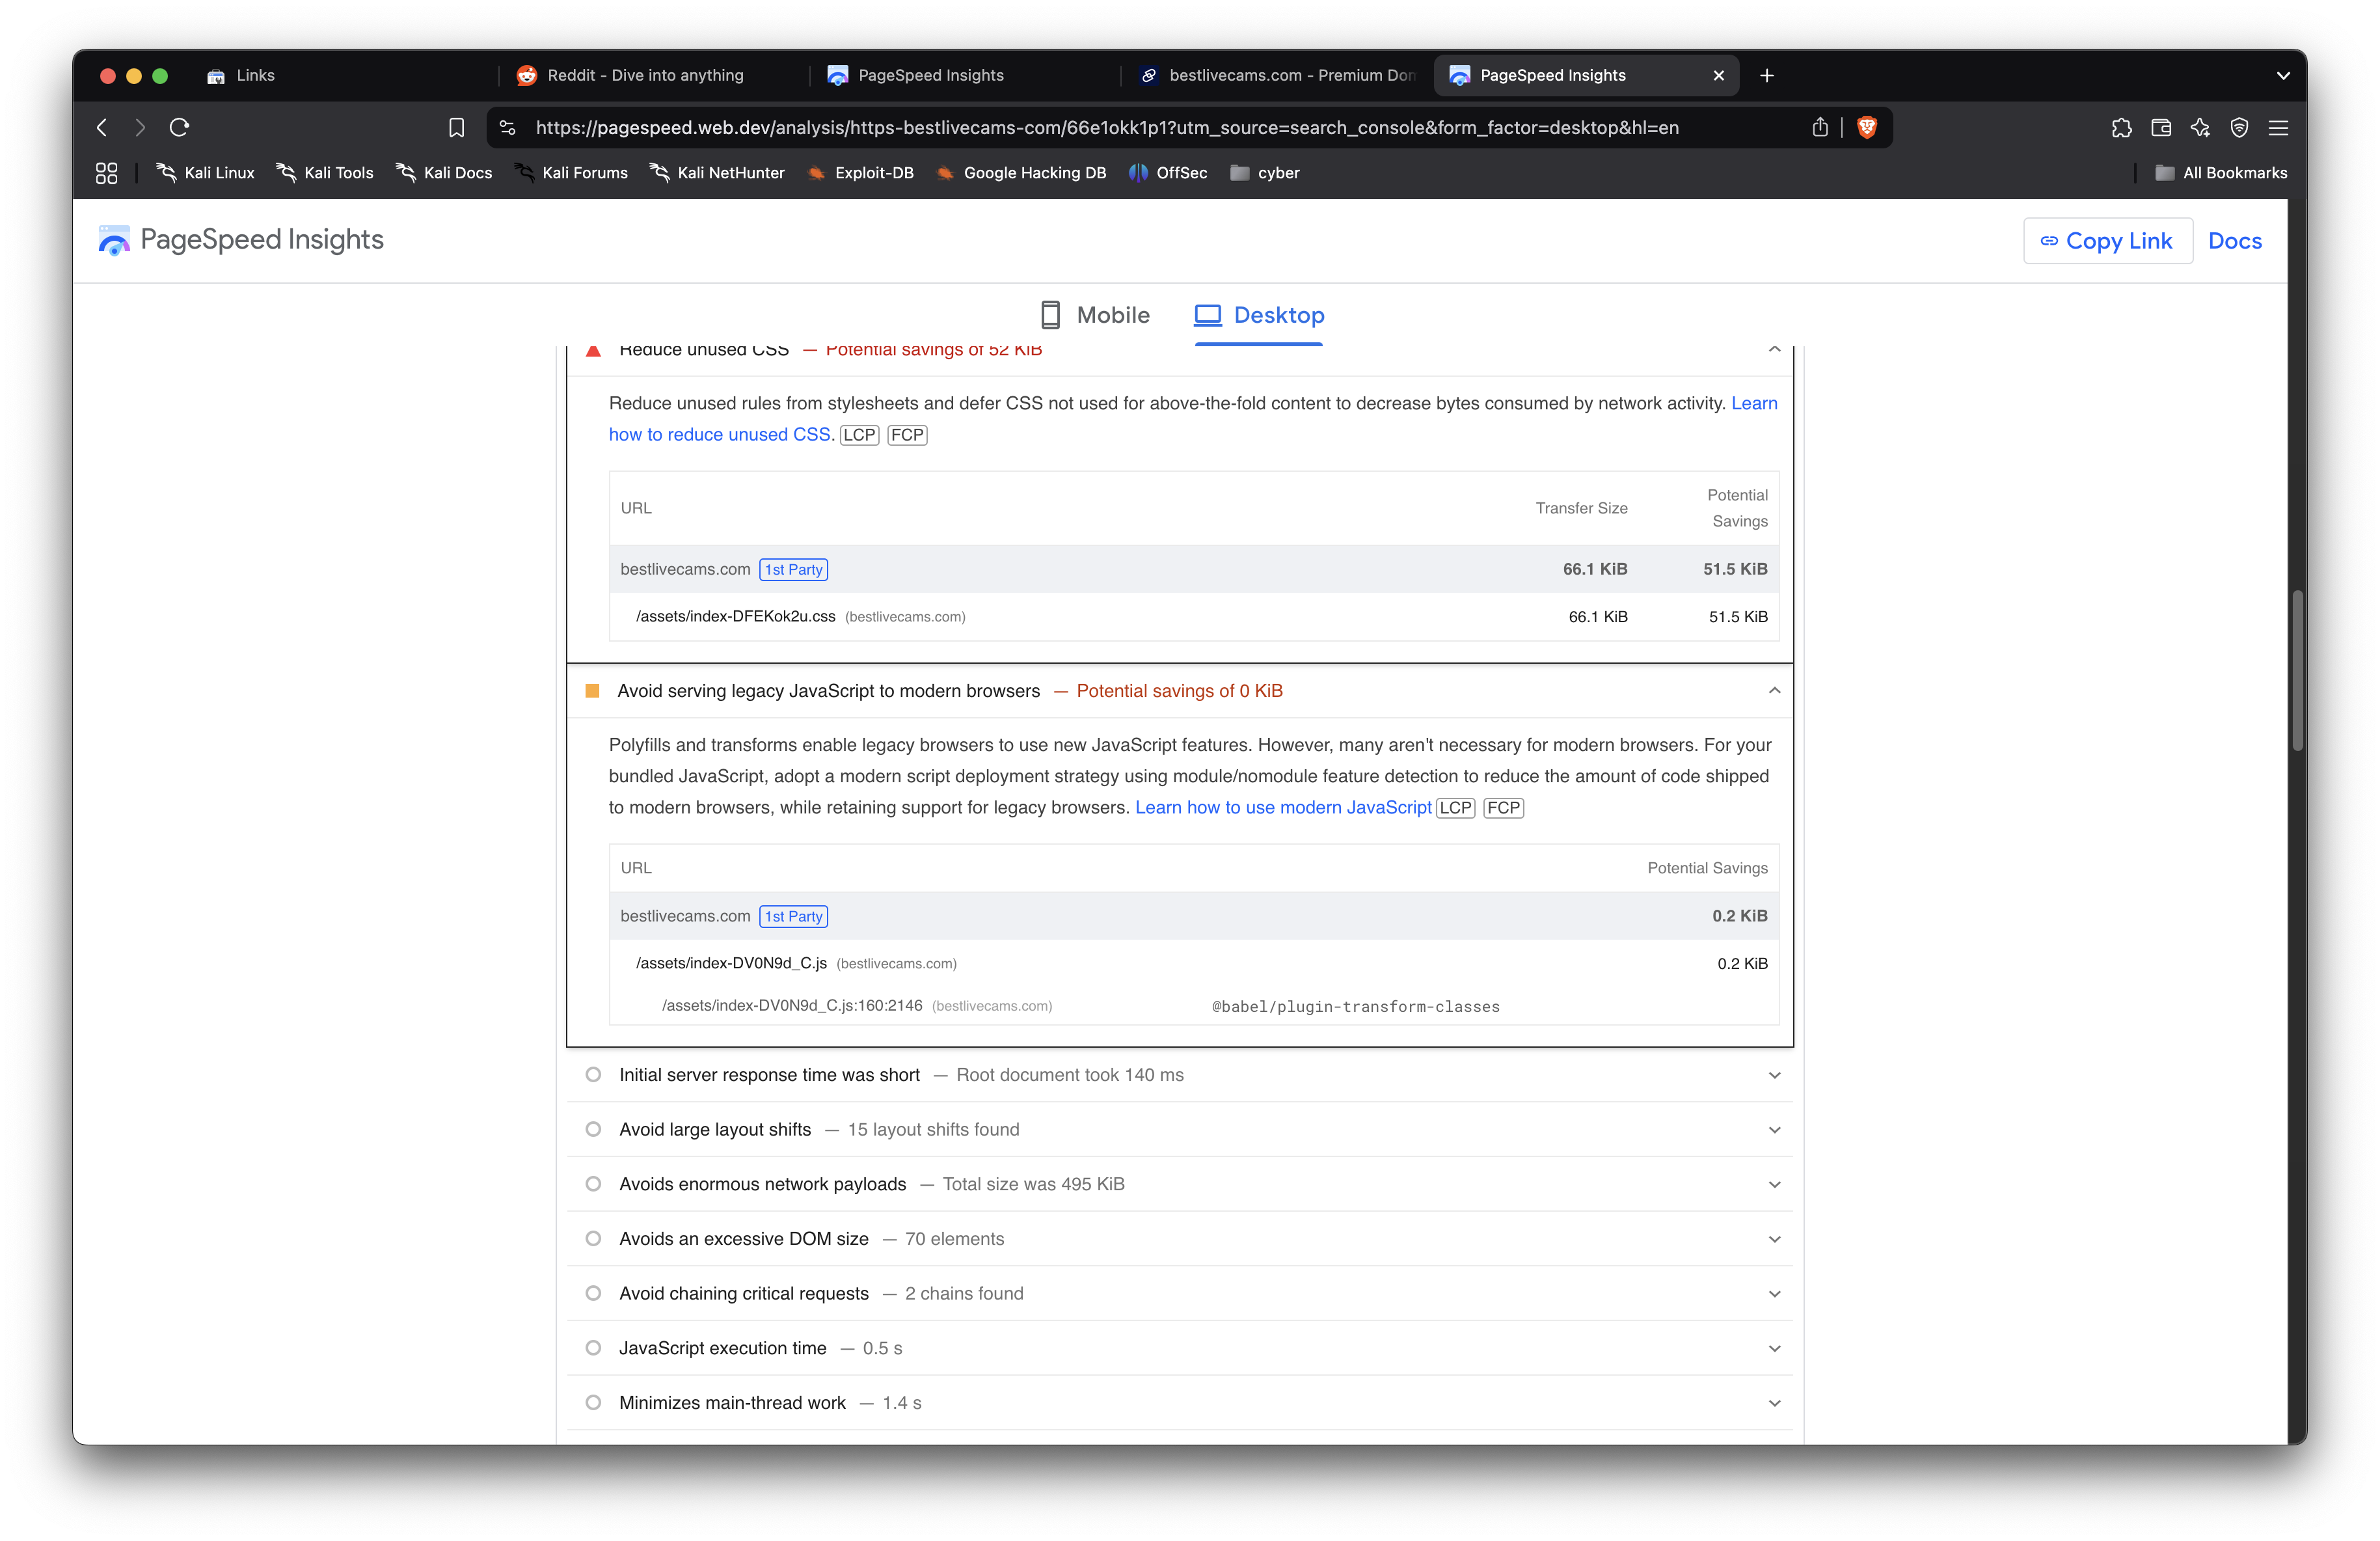 Links
Reddit - Dive into anything
PageSpeed Insights
bestlivecams.com - Premium Dom
PageSpeed Insights
https://pagespeed.web.dev/analysis/https-bestlivecams-com/66e1okk1p1?utm_source=search_console&form_factor=desktop&hl=en
Kali Linux
Kali Tools
Kali Docs
Kali Forums
Kali NetHunter
Exploit-DB
Google Hacking DB
OffSec
cyber
All Bookmarks
PageSpeed Insights
Copy Link
Docs
Mobile
Desktop
Reduce unused CSS — Potential savings of 52 KiB
Reduce unused rules from stylesheets and defer CSS not used for above-the-fold content to decrease bytes consumed by network activity. Learn
how to reduce unused CSS. LCP FCP
URL Transfer Size Potential
Savings
bestlivecams.com 1st Party 66.1 KiB 51.5 KiB
/assets/index-DFEKok2u.css (bestlivecams.com) 66.1 KiB 51.5 KiB
Avoid serving legacy JavaScript to modern browsers — Potential savings of 0 KiB
Polyfills and transforms enable legacy browsers to use new JavaScript features. However, many aren't necessary for modern browsers. For your
bundled JavaScript, adopt a modern script deployment strategy using module/nomodule feature detection to reduce the amount of code shipped
to modern browsers, while retaining support for legacy browsers. Learn how to use modern JavaScript LCP FCP
URL Potential Savings
bestlivecams.com 1st Party 0.2 KiB
/assets/index-DV0N9d_C.js (bestlivecams.com) 0.2 KiB
/assets/index-DV0N9d_C.js:160:2146 (bestlivecams.com) @babel/plugin-transform-classes
Initial server response time was short — Root document took 140 ms
Avoid large layout shifts — 15 layout shifts found
Avoids enormous network payloads — Total size was 495 KiB
Avoids an excessive DOM size — 70 elements
Avoid chaining critical requests — 2 chains found
JavaScript execution time — 0.5 s
Minimizes main-thread work — 1.4 s